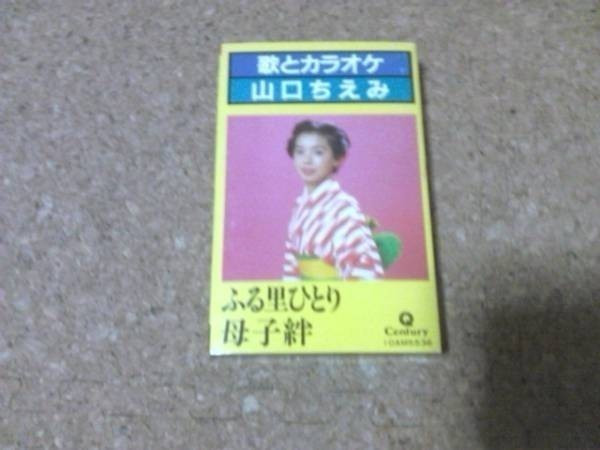 歌とカラオケ
山口ちえみ
ふる里ひとり
母子絆
Century